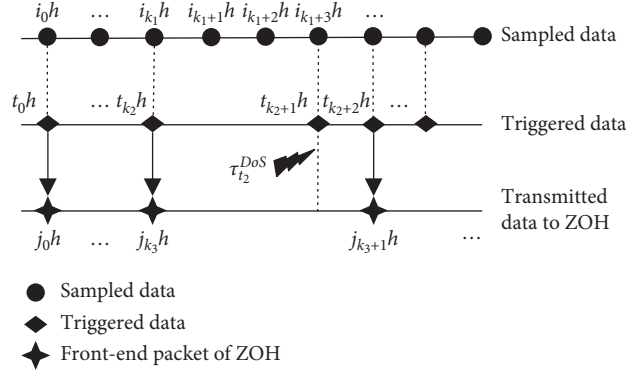 i₀h … i_{k₁}h i_{k₁+1}h i_{k₁+2}h i_{k₁+3}h …
Sampled data
t₀h … t_{k₂}h t_{k₂+1}h t_{k₂+2}h …
Triggered data
τ_{t₂}^{DoS}
Transmitted
data to ZOH
j₀h … j_{k₃}h j_{k₃+1}h …
Sampled data
Triggered data
Front-end packet of ZOH